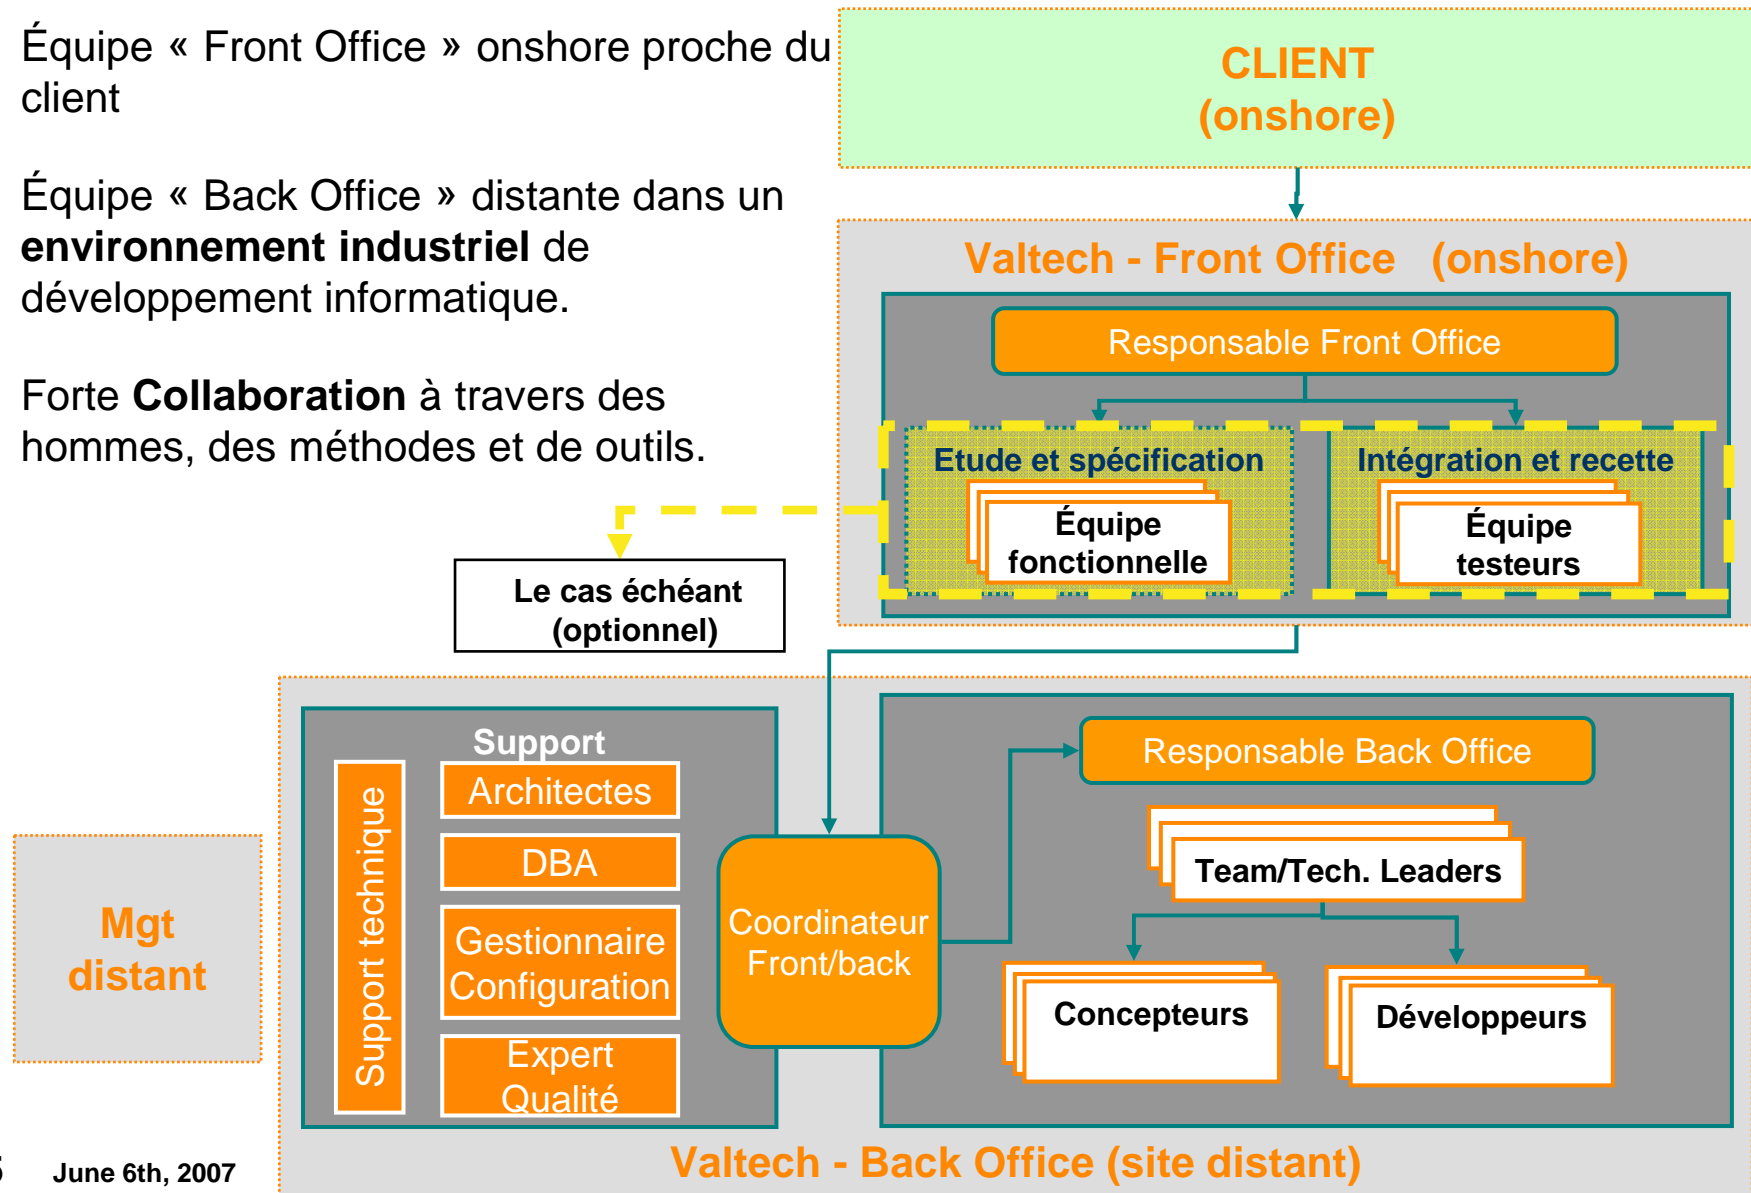 Équipe « Front Office » onshore proche du
client
Équipe « Back Office » distante dans un
environnement industriel de
développement informatique.
Forte Collaboration à travers des
hommes, des méthodes et de outils.
CLIENT
(onshore)
Valtech - Front Office (onshore)
Responsable Front Office
Etude et spécification
Équipe
fonctionnelle
Intégration et recette
Équipe
testeurs
Le cas échéant
(optionnel)
Support
Support technique
Architectes
DBA
Gestionnaire
Configuration
Expert
Qualité
Coordinateur
Front/back
Responsable Back Office
Team/Tech. Leaders
Concepteurs
Développeurs
Mgt
distant
Valtech - Back Office (site distant)
June 6th, 2007